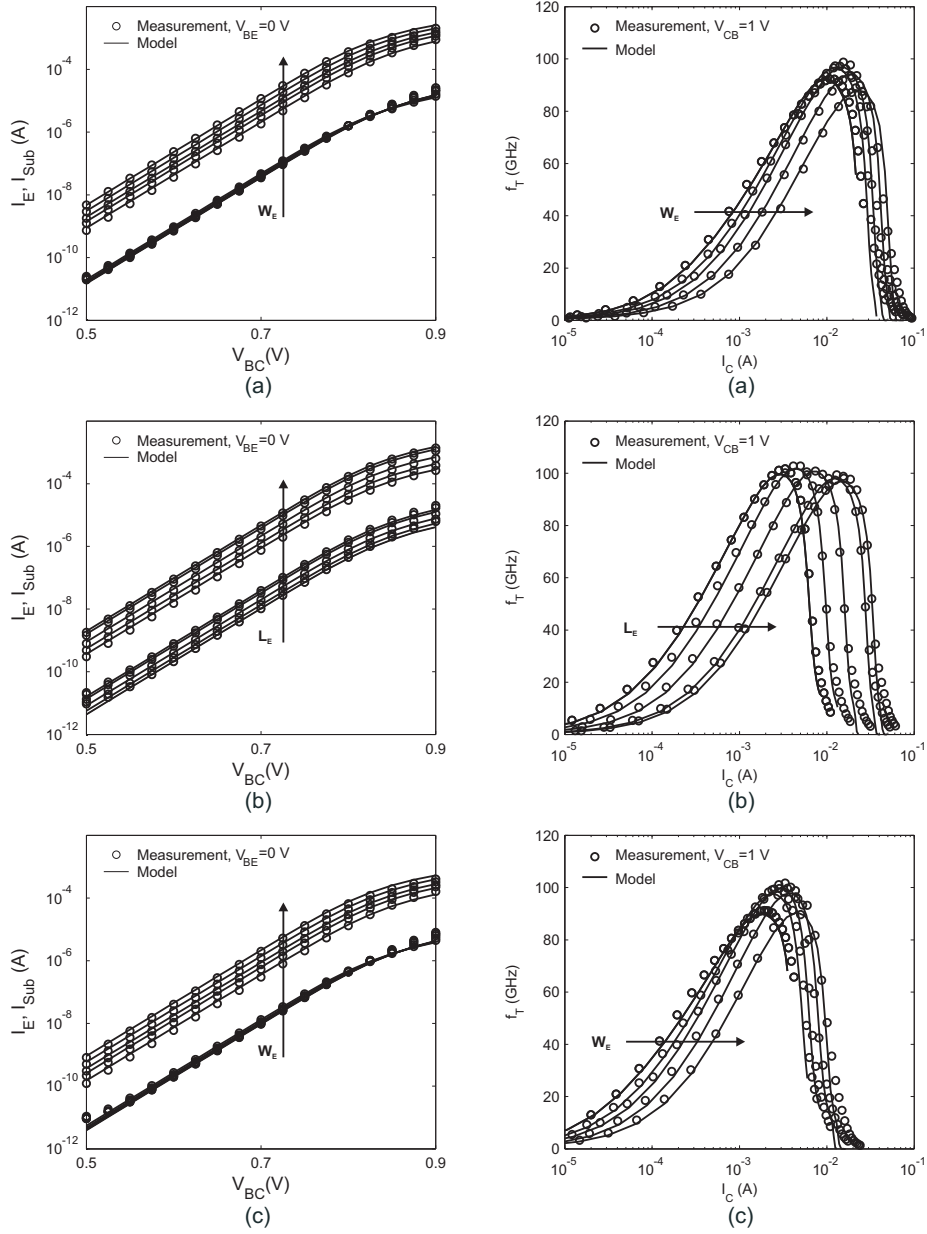 Measurement, V_BE=0 V
Model
10^-4
10^-6
10^-8
10^-10
10^-12
I_E, I_Sub (A)
W_E
0.5 0.7 0.9
V_BC(V)
(a)
Measurement, V_CB=1 V
Model
120
100
80
60
40
20
0
f_T (GHz)
W_E
10^-5 10^-4 10^-3 10^-2 10^-1
I_C (A)
(a)
Measurement, V_BE=0 V
Model
10^-4
10^-6
10^-8
10^-10
10^-12
I_E, I_Sub (A)
L_E
0.5 0.7 0.9
V_BC(V)
(b)
Measurement, V_CB=1 V
Model
120
100
80
60
40
20
0
f_T (GHz)
L_E
10^-5 10^-4 10^-3 10^-2 10^-1
I_C (A)
(b)
Measurement, V_BE=0 V
Model
10^-4
10^-6
10^-8
10^-10
10^-12
I_E, I_Sub (A)
W_E
0.5 0.7 0.9
V_BC(V)
(c)
Measurement, V_CB=1 V
Model
120
100
80
60
40
20
0
f_T (GHz)
W_E
10^-5 10^-4 10^-3 10^-2 10^-1
I_C (A)
(c)